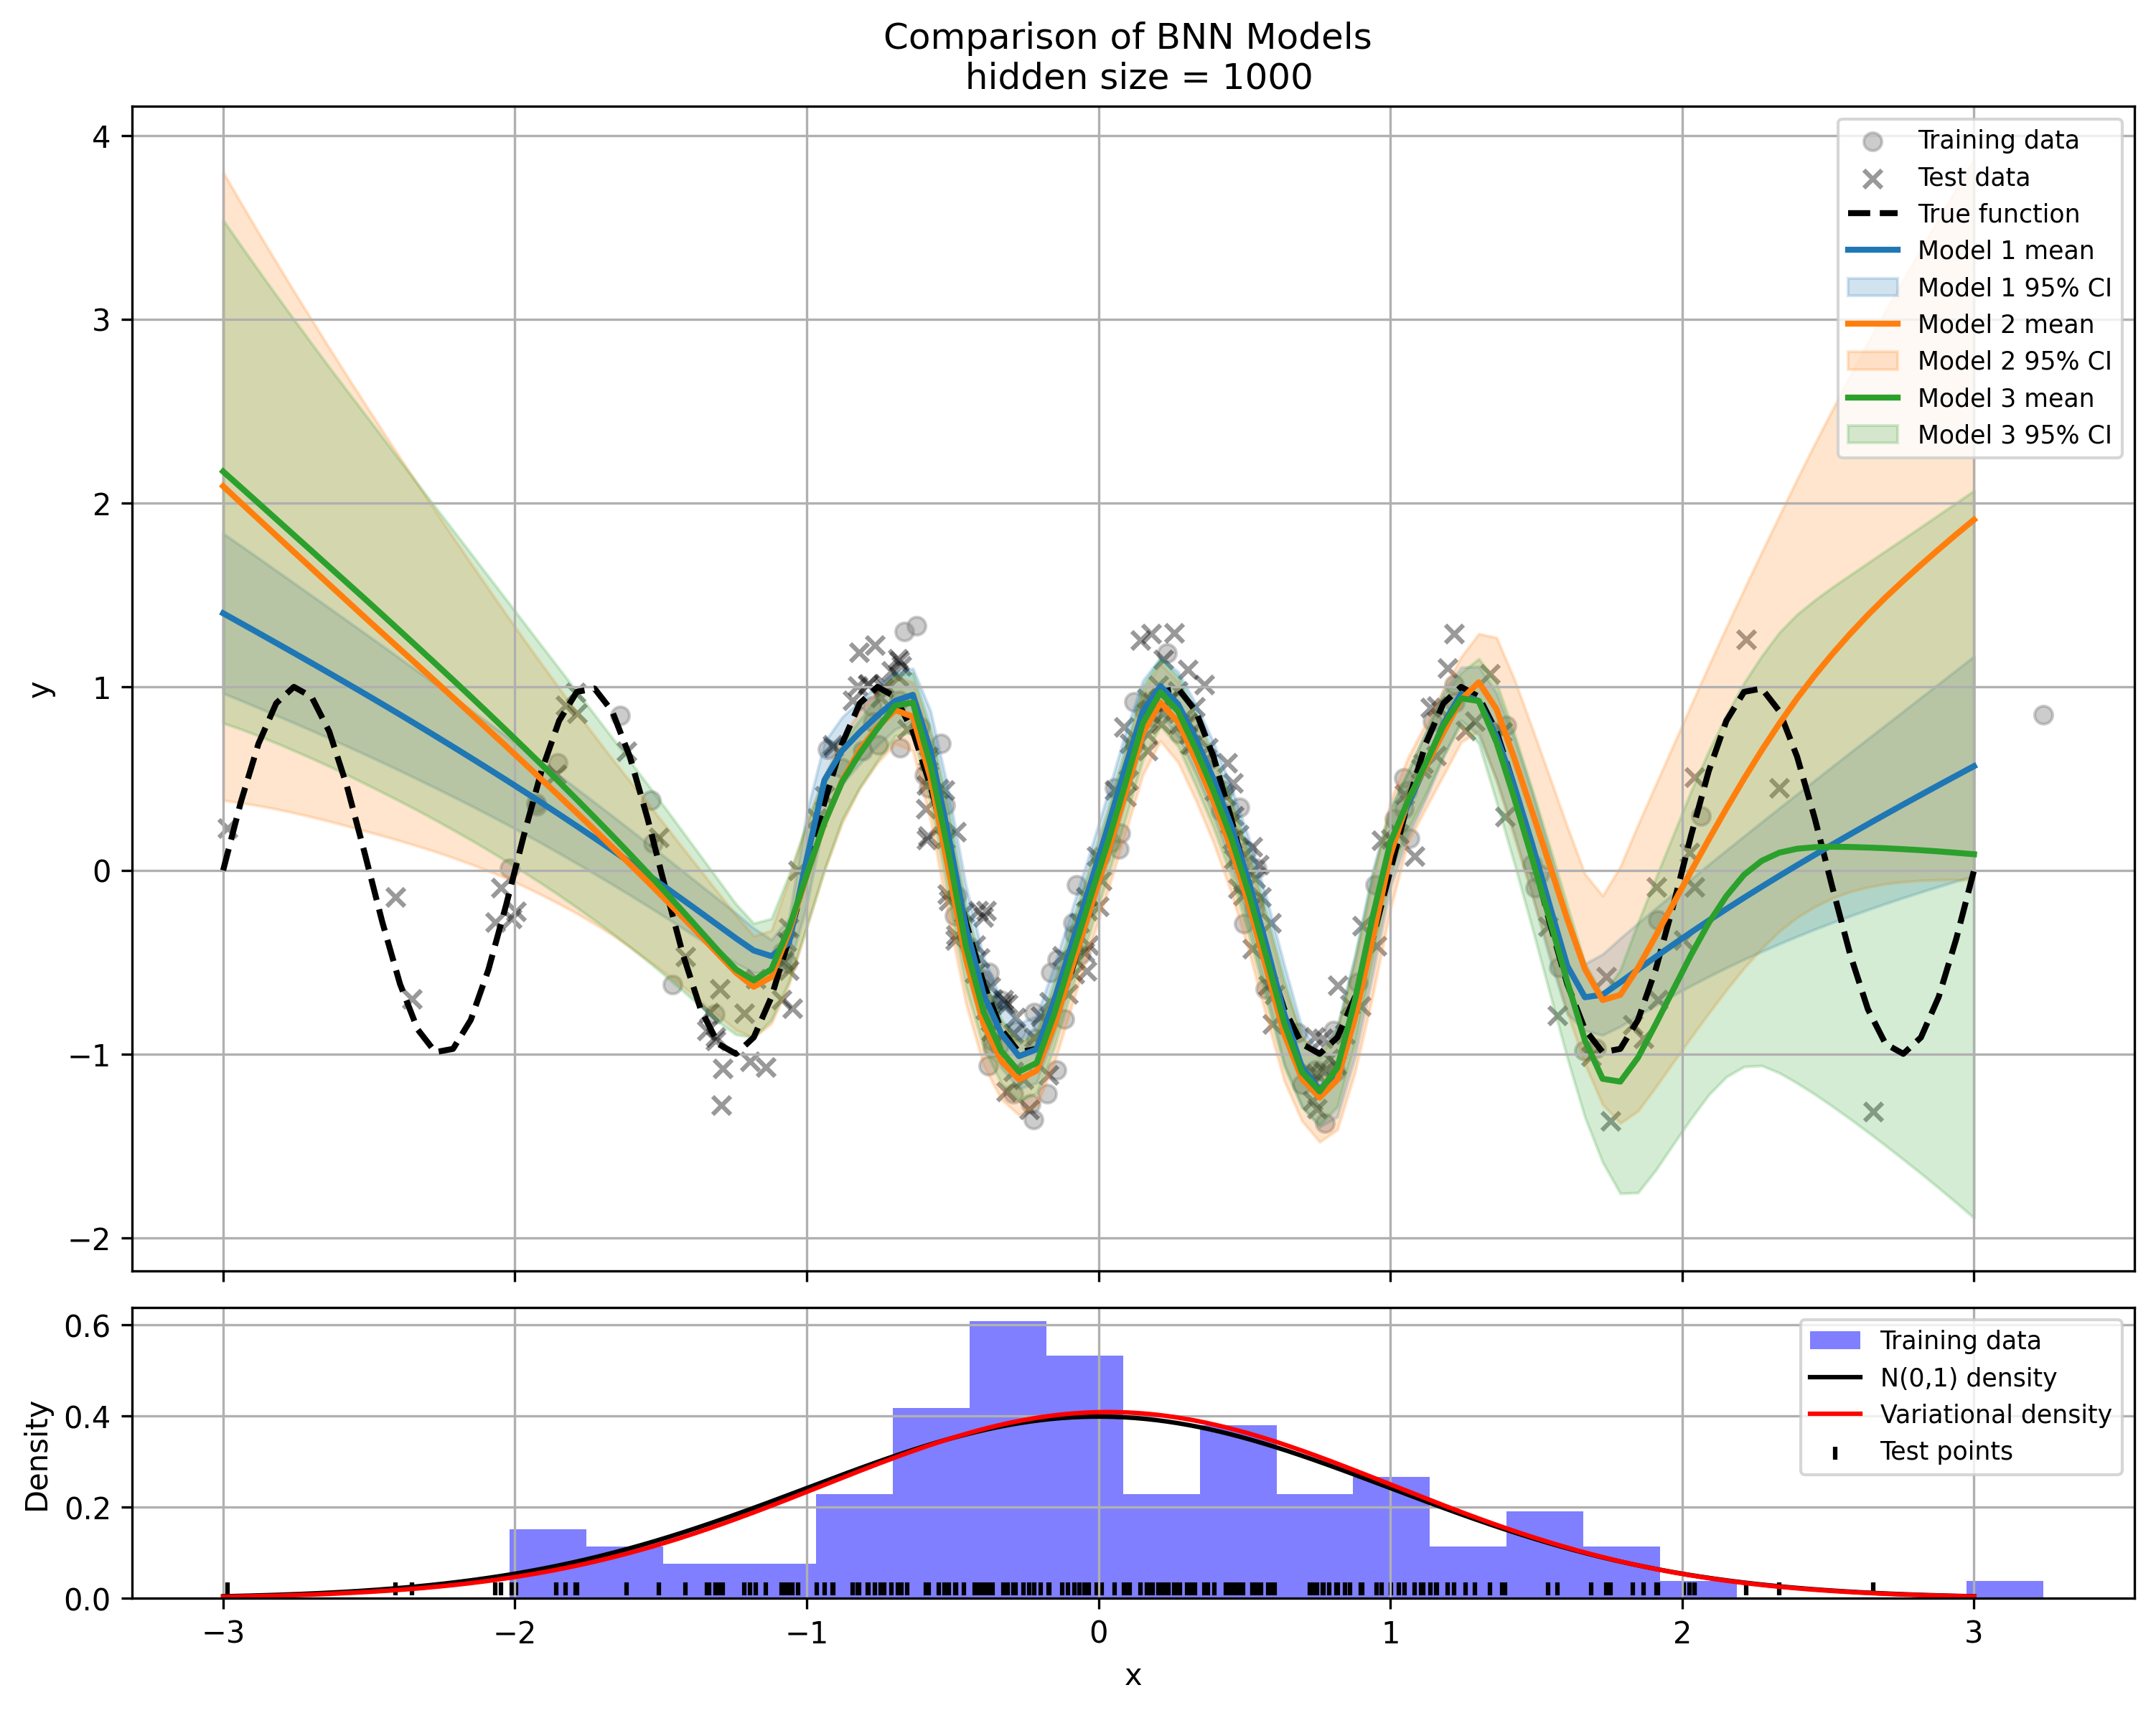 Comparison of BNN Models
hidden size = 1000
4
3
2
1
0
−1
−2
y
Training data
Test data
True function
Model 1 mean
Model 1 95% CI
Model 2 mean
Model 2 95% CI
Model 3 mean
Model 3 95% CI
0.6
0.4
0.2
0.0
Density
Training data
N(0,1) density
Variational density
Test points
−3
−2
−1
0
1
2
3
x